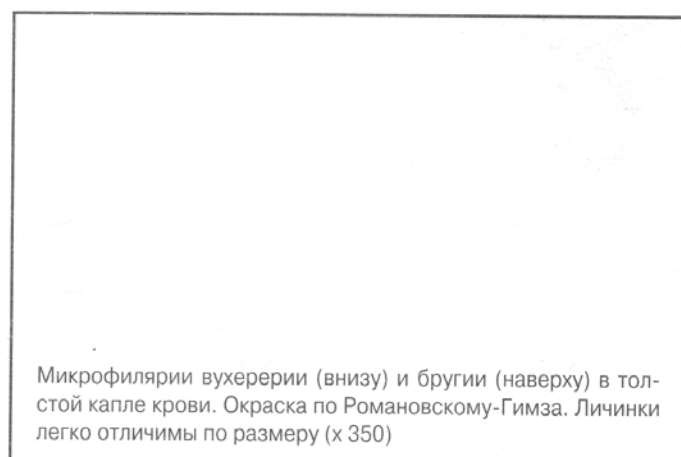 Микрофилярии вухерерии (внизу) и бругии (наверху) в тол-
стой капле крови. Окраска по Романовскому-Гимза. Личинки
легко отличимы по размеру (х 350)